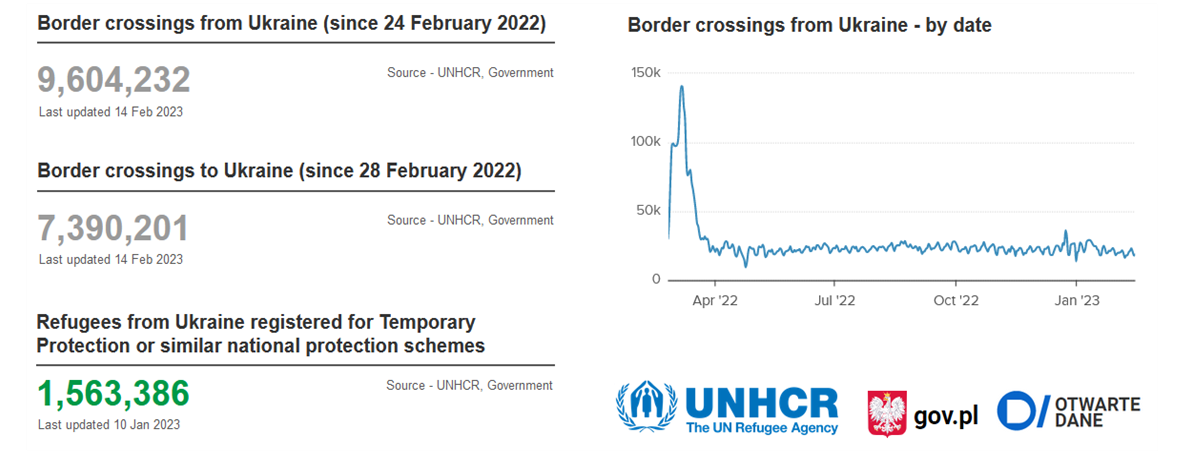 Border crossings from Ukraine (since 24 February 2022)
9,604,232
Source - UNHCR, Government
Last updated 14 Feb 2023
Border crossings to Ukraine (since 28 February 2022)
7,390,201
Source - UNHCR, Government
Last updated 14 Feb 2023
Refugees from Ukraine registered for Temporary
Protection or similar national protection schemes
1,563,386
Source - UNHCR, Government
Last updated 10 Jan 2023
Border crossings from Ukraine - by date
150k
100k
50k
0
Apr '22
Jul '22
Oct '22
Jan '23
UNHCR
The UN Refugee Agency
gov.pl
OTWARTE
DANE